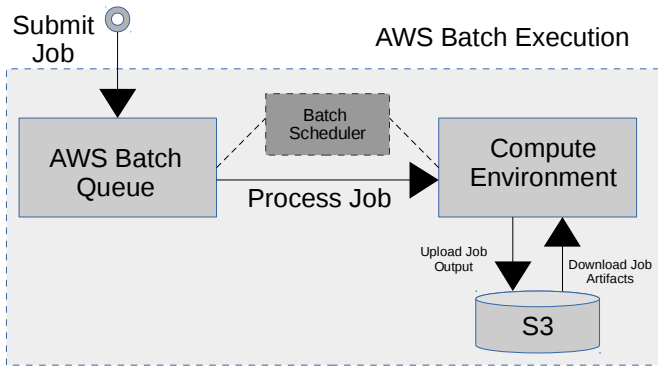 Submit
Job
AWS Batch Execution
Batch
Scheduler
AWS Batch
Queue
Compute
Environment
Process Job
Upload Job
Output
Download Job
Artifacts
S3